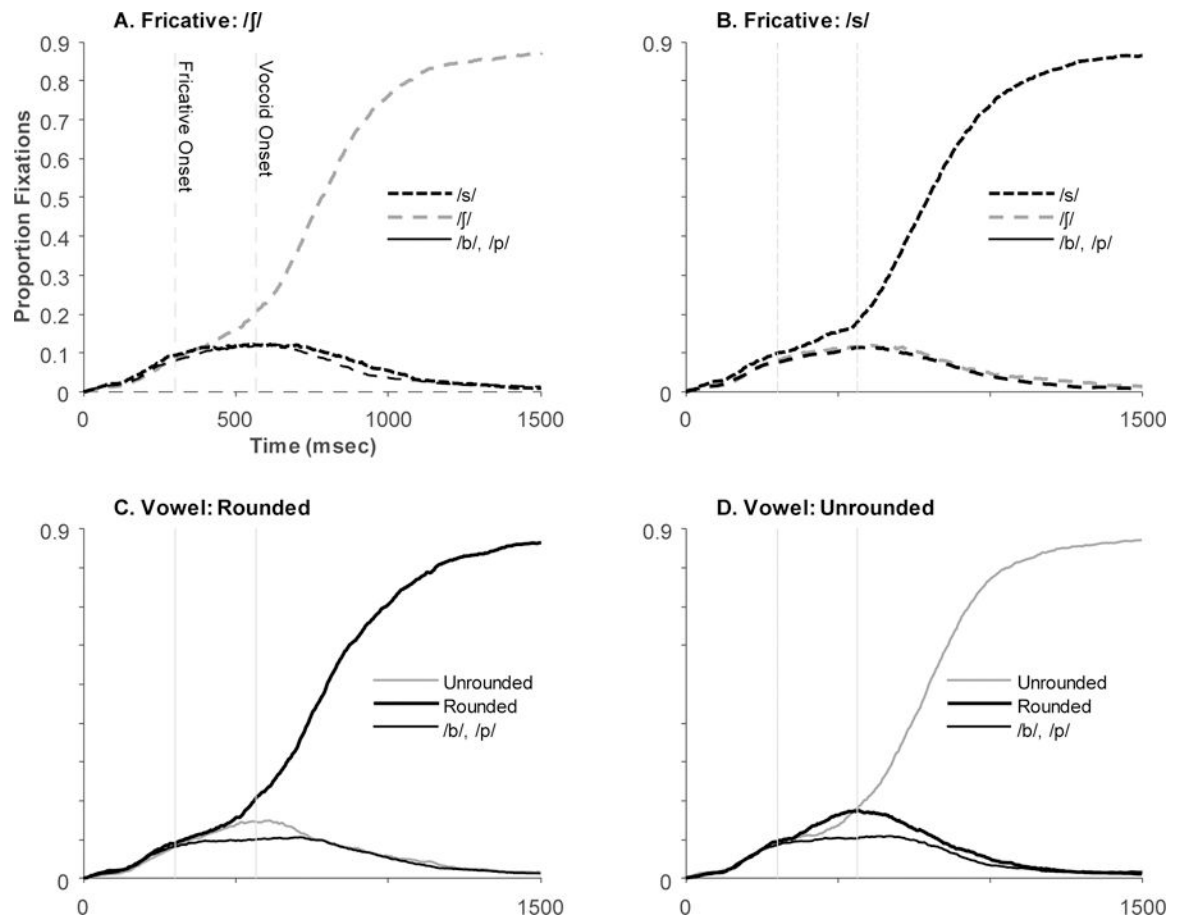 A. Fricative: /ʃ/
0.9
0.8
0.7
0.6
0.5
0.4
0.3
0.2
0.1
0
Proportion Fixations
Fricative Onset
Vocoid Onset
/s/
/ʃ/
/b/, /p/
0
500
1000
1500
Time (msec)
B. Fricative: /s/
0.9
0
/s/
/ʃ/
/b/, /p/
0
1500
C. Vowel: Rounded
0.9
0
Unrounded
Rounded
/b/, /p/
0
1500
D. Vowel: Unrounded
0.9
0
Unrounded
Rounded
/b/, /p/
0
1500